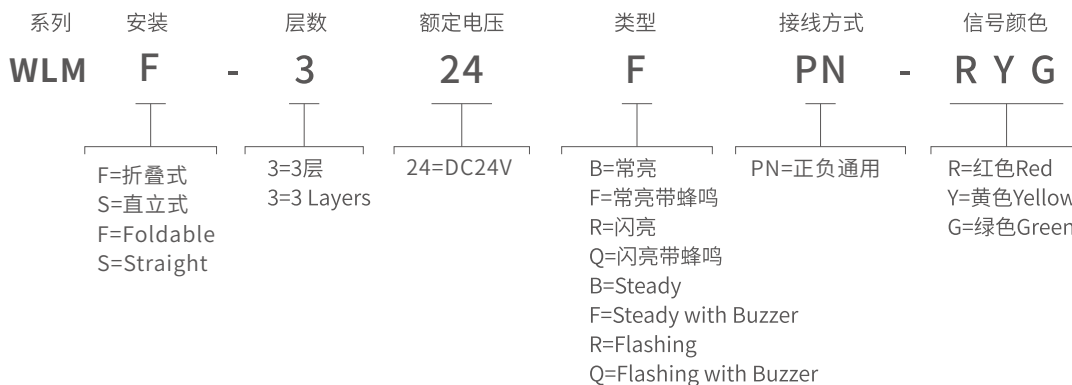 系列 安装 层数 额定电压 类型 接线方式 信号颜色
WLM F - 3 24 F PN - R Y G
F=折叠式
S=直立式
F=Foldable
S=Straight
3=3层
3=3 Layers
24=DC24V
B=常亮
F=常亮带蜂鸣
R=闪亮
Q=闪亮带蜂鸣
B=Steady
F=Steady with Buzzer
R=Flashing
Q=Flashing with Buzzer
PN=正负通用
R=红色Red
Y=黄色Yellow
G=绿色Green